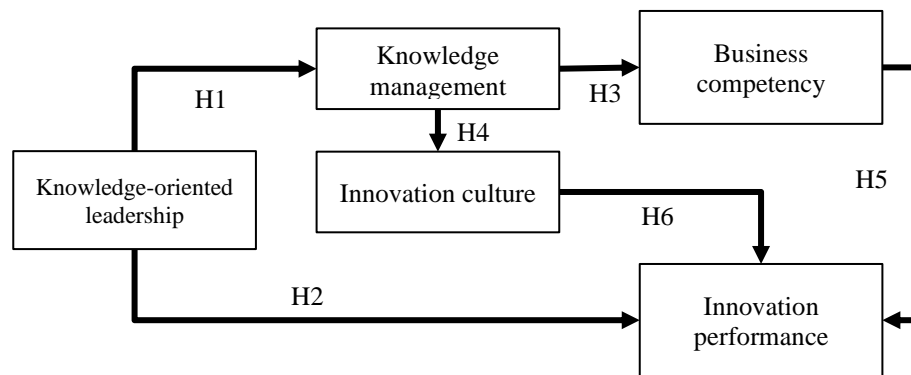 Knowledge
management
Business
competency
H1
H3
H4
Knowledge-oriented
leadership
Innovation culture
H5
H6
H2
Innovation
performance